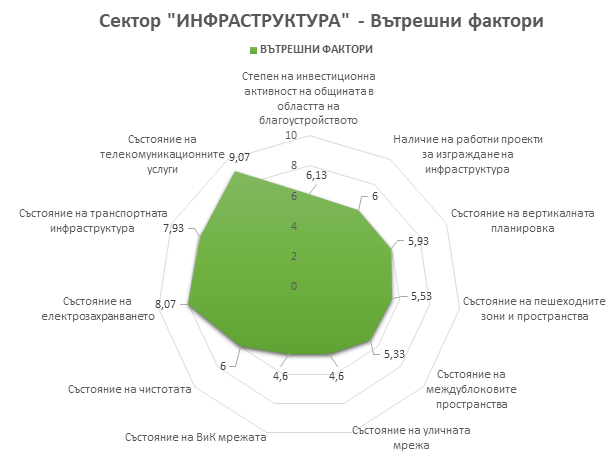 Сектор "ИНФРАСТРУКТУРА" - Вътрешни фактори
ВЪТРЕШНИ ФАКТОРИ
Степен на инвестиционна
активност на общината в
областта на
благоустройството
Наличие на работни проекти
за изграждане на
инфраструктура
Състояние на вертикалната
планировка
Състояние на пешеходните
зони и пространства
Състояние на
междублоковите
пространства
Състояние на уличната
мрежа
Състояние на ВиК мрежата
Състояние на чистотата
Състояние на
електрозахранването
Състояние на транспортната
инфраструктура
Състояние на
телекомуникационните
услуги
10
8
6
4
2
0
6,13
6
5,93
5,53
5,33
4,6
4,6
6
8,07
7,93
9,07